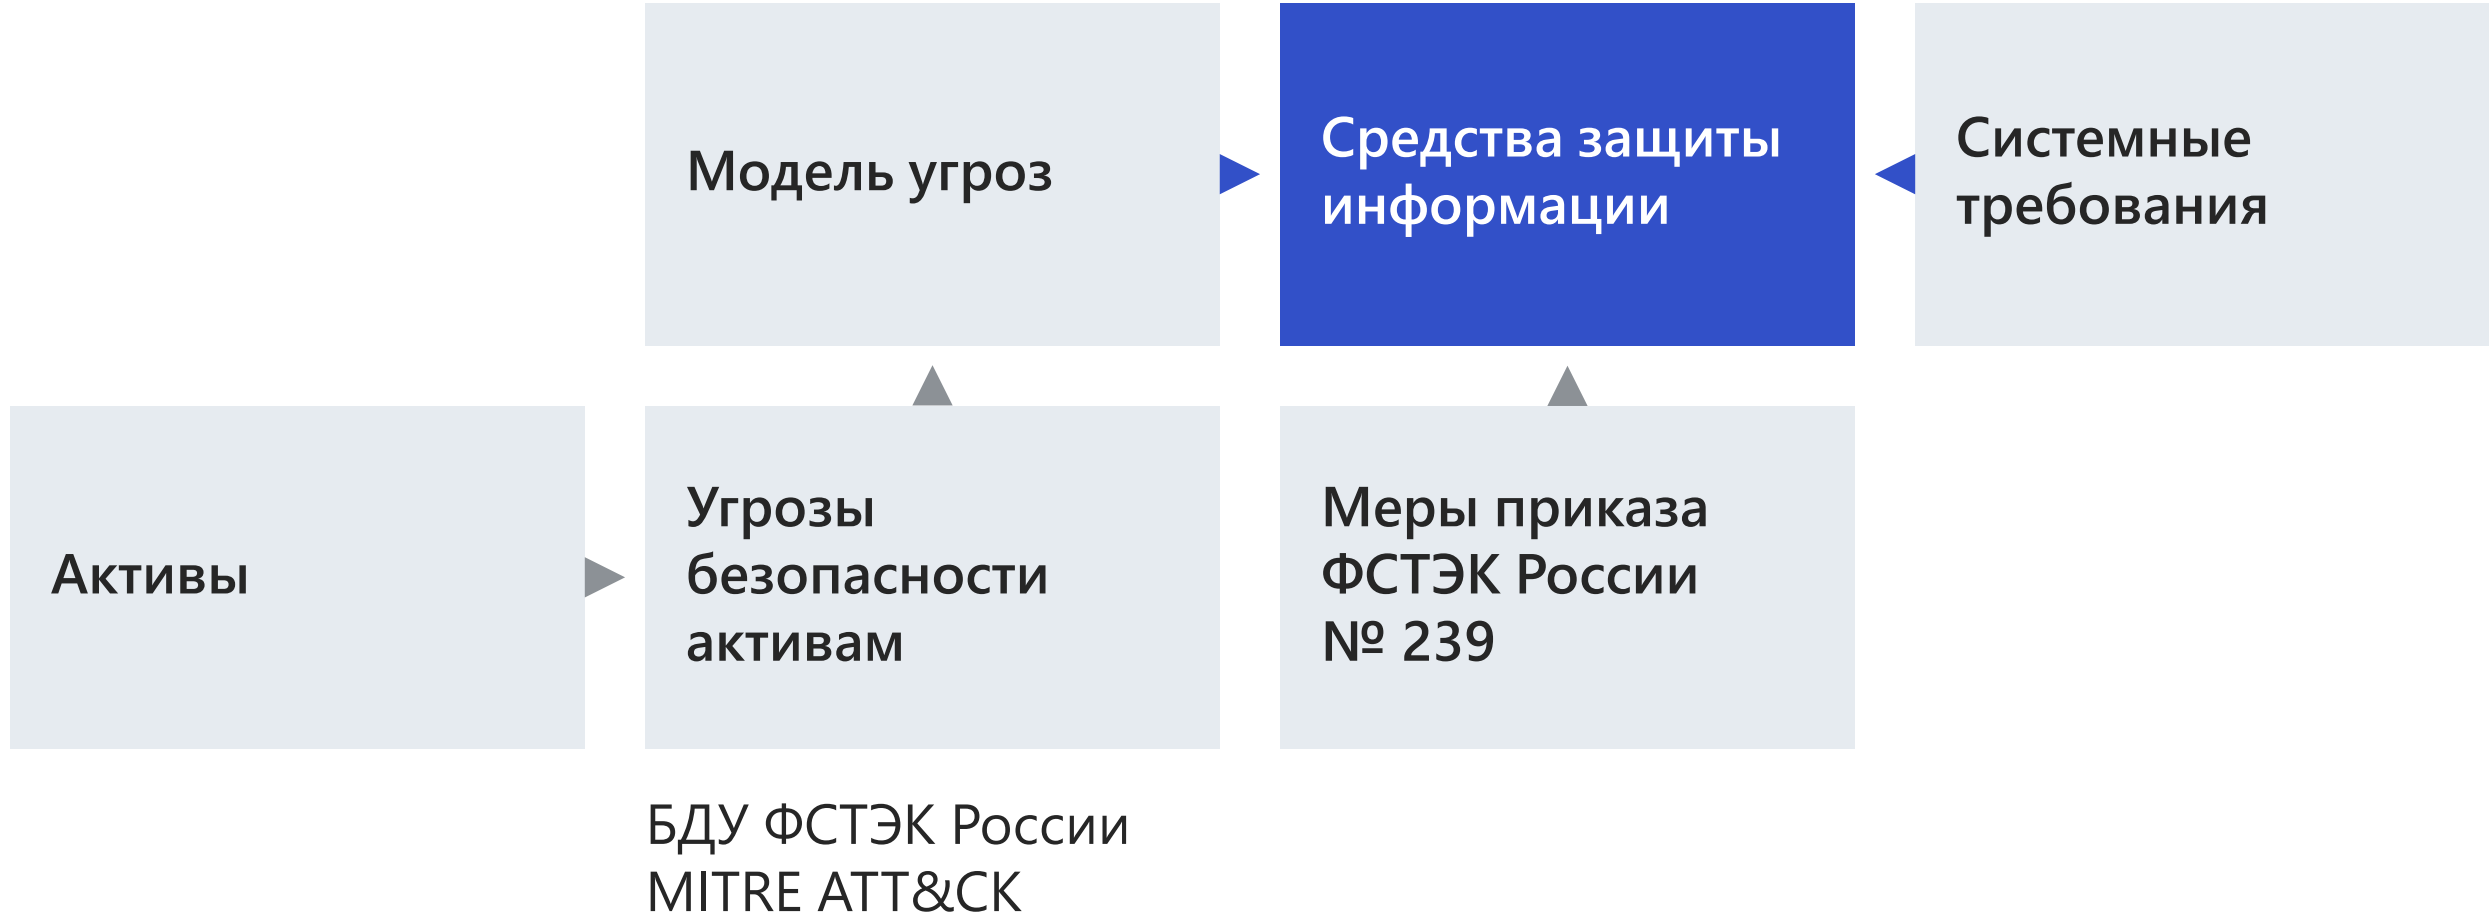 Модель угроз
Средства защиты
информации
Системные
требования
Активы
Угрозы
безопасности
активам
Меры приказа
ФСТЭК России
№ 239
БДУ ФСТЭК России
MITRE ATT&CK